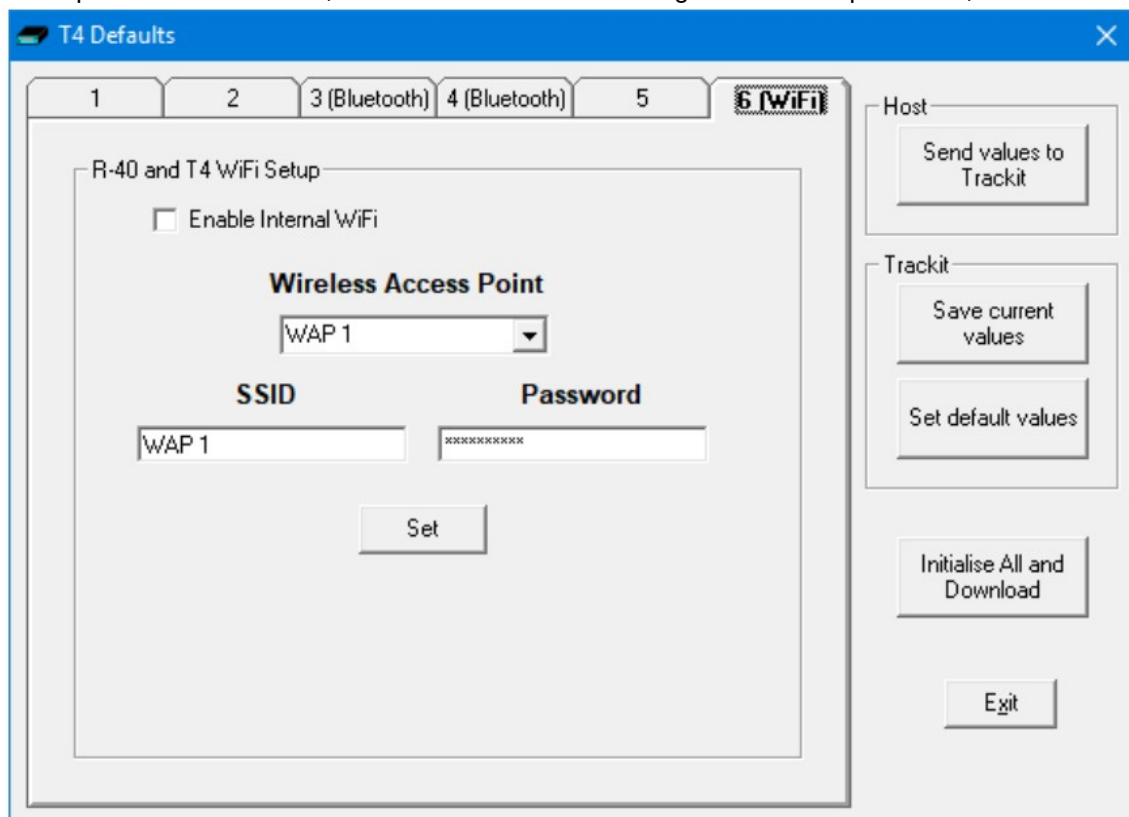 T4 Defaults
1
2
3 (Bluetooth)
4 (Bluetooth)
5
6 (WiFi)
R-40 and T4 WiFi Setup
Enable Internal WiFi
Wireless Access Point
WAP 1
SSID
Password
WAP 1
**********
Set
Host
Send values to
Trackit
Trackit
Save current
values
Set default values
Initialise All and
Download
Exit